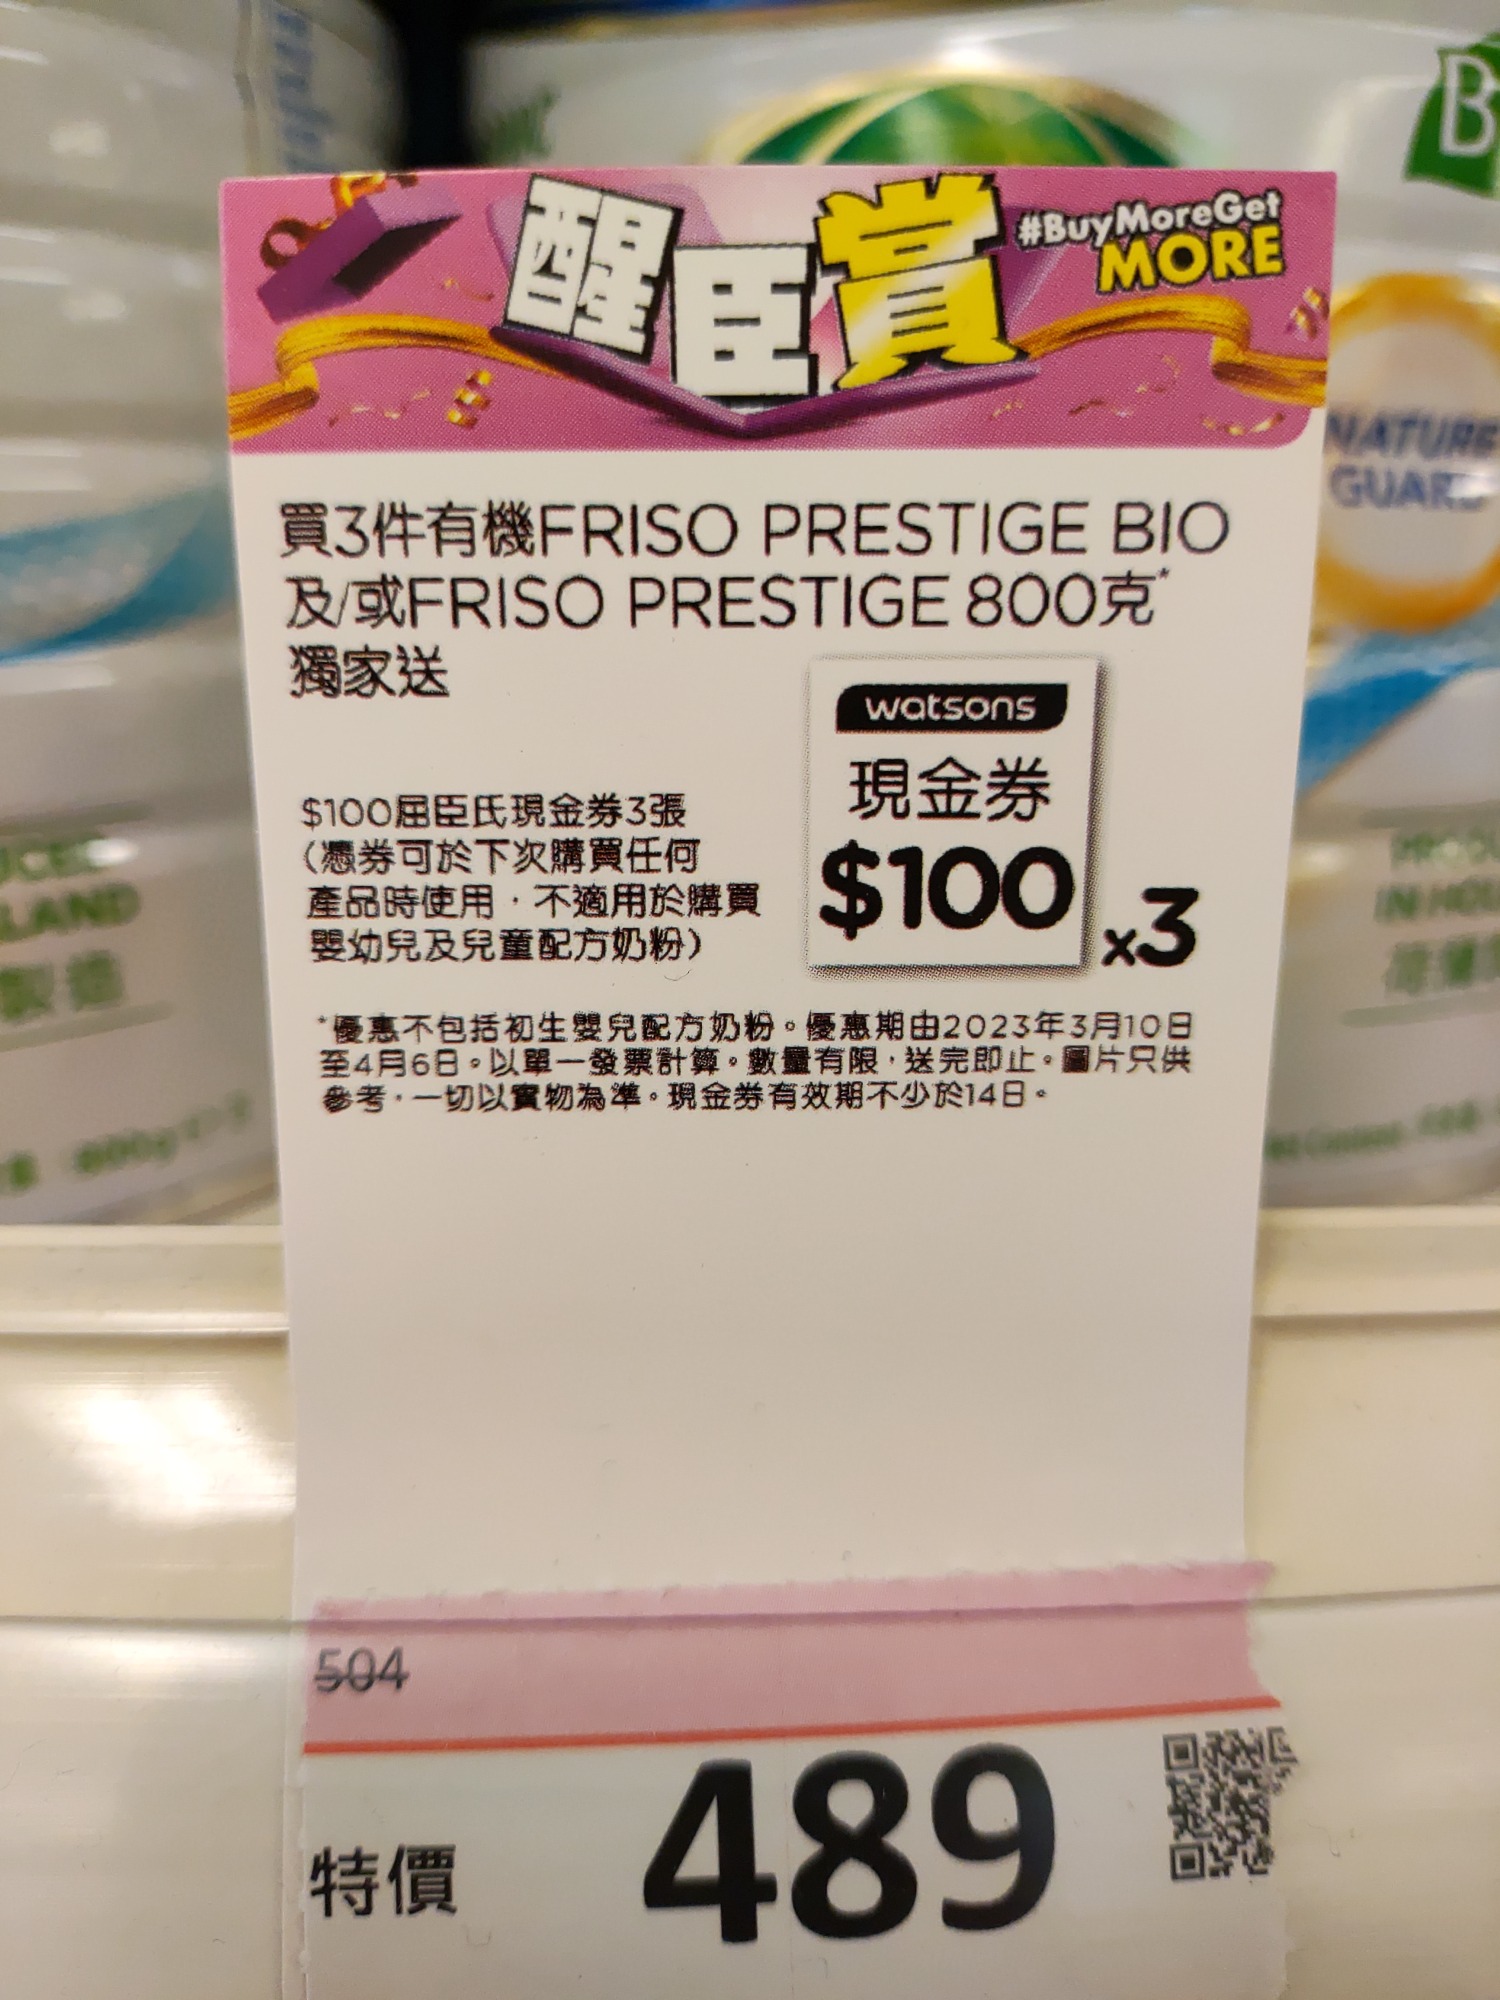 醒臣賞
#BuyMoreGet
MORE
買3件有機FRISO PRESTIGE BIO
及/或FRISO PRESTIGE 800克*
獨家送
watsons
現金券
$100
x3
$100屈臣氏現金券3張
(憑券可於下次購買任何
產品時使用,不適用於購買
嬰幼兒及兒童配方奶粉)
*優惠不包括初生嬰兒配方奶粉。優惠期由2023年3月10日
至4月6日。以單一發票計算。數量有限,送完即止。圖片只供
參考,一切以實物為準。現金券有效期不少於14日。
504
特價
489
B
NATURE
GUARD
LAND
製造